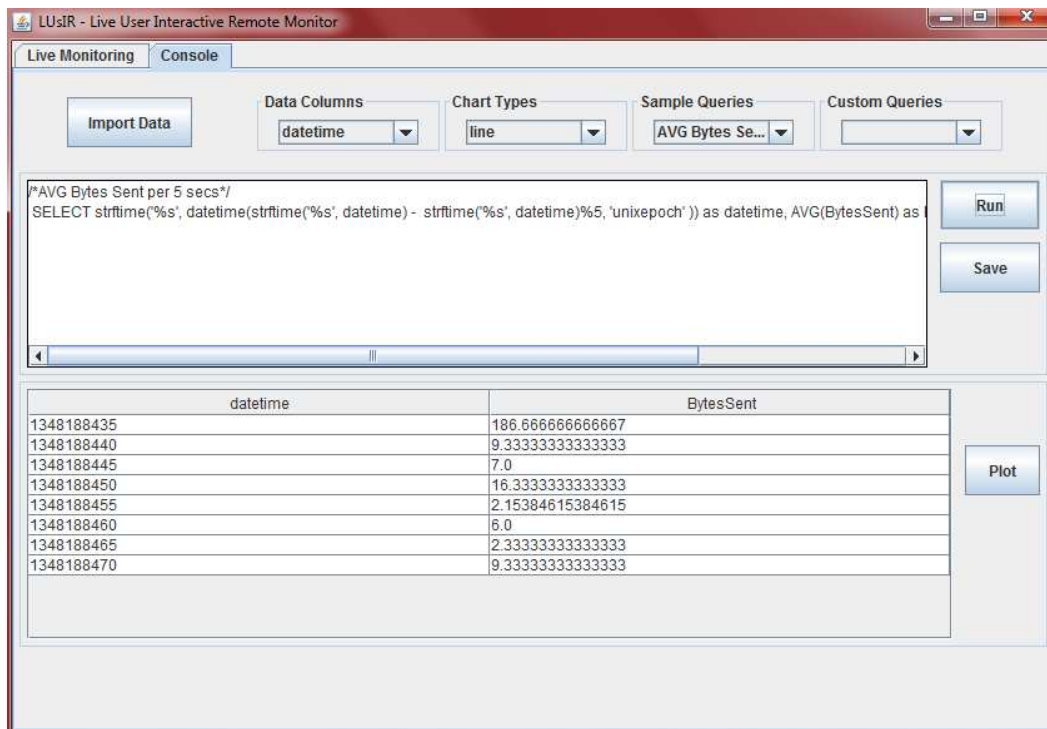 LUsIR - Live User Interactive Remote Monitor
Live Monitoring Console
Import Data
Data Columns Chart Types Sample Queries Custom Queries
datetime line AVG Bytes Se...
/*AVG Bytes Sent per 5 secs*/
SELECT strftime('%s', datetime(strftime('%s', datetime) - strftime('%s', datetime)%5, 'unixepoch' )) as datetime, AVG(BytesSent) as
Run
Save
datetime BytesSent
1348188435 186.666666666667
1348188440 9.33333333333333
1348188445 7.0
1348188450 16.3333333333333
1348188455 2.15384615384615
1348188460 6.0
1348188465 2.33333333333333
1348188470 9.33333333333333
Plot